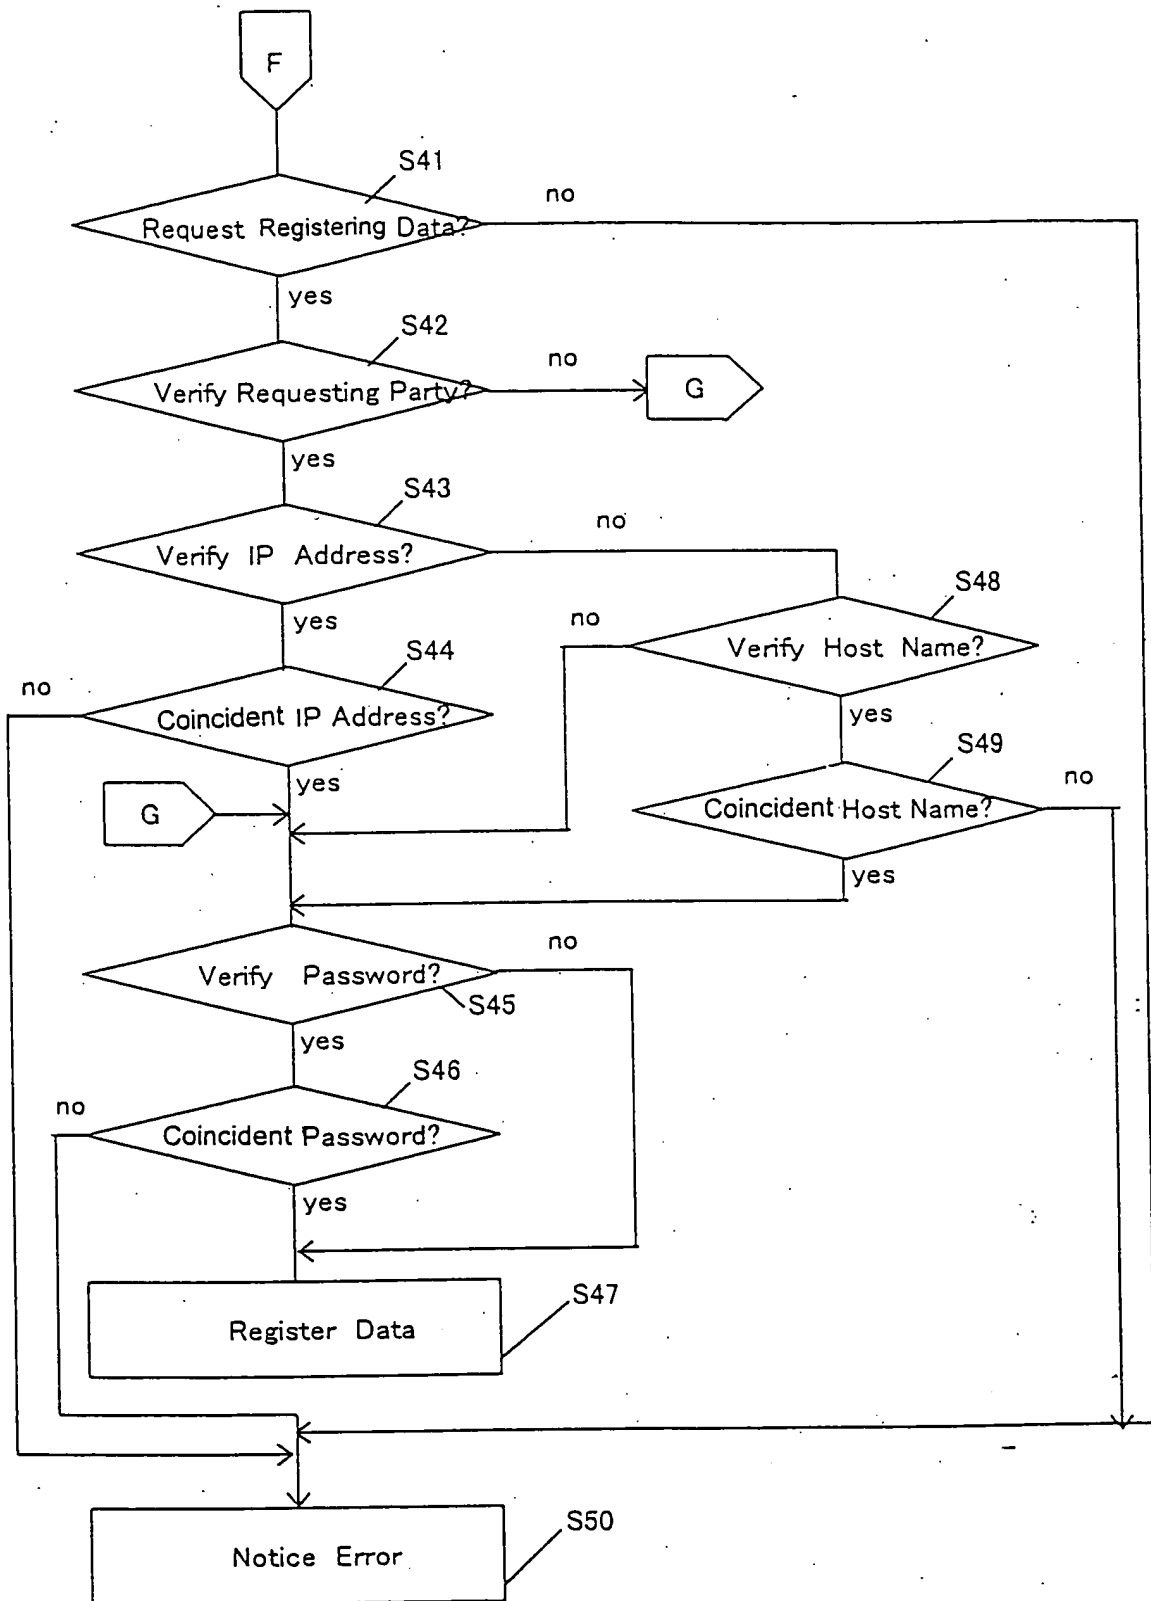 F
S41
no
Request Registering Data?
yes
S42
no
Verify Requesting Party?
G
yes
S43
no
Verify IP Address?
S48
yes
no
Verify Host Name?
S44
no
Coincident IP Address?
yes
S49
yes
no
G
Coincident Host Name?
yes
no
Verify Password?
S45
yes
S46
no
Coincident Password?
yes
S47
Register Data
S50
Notice Error